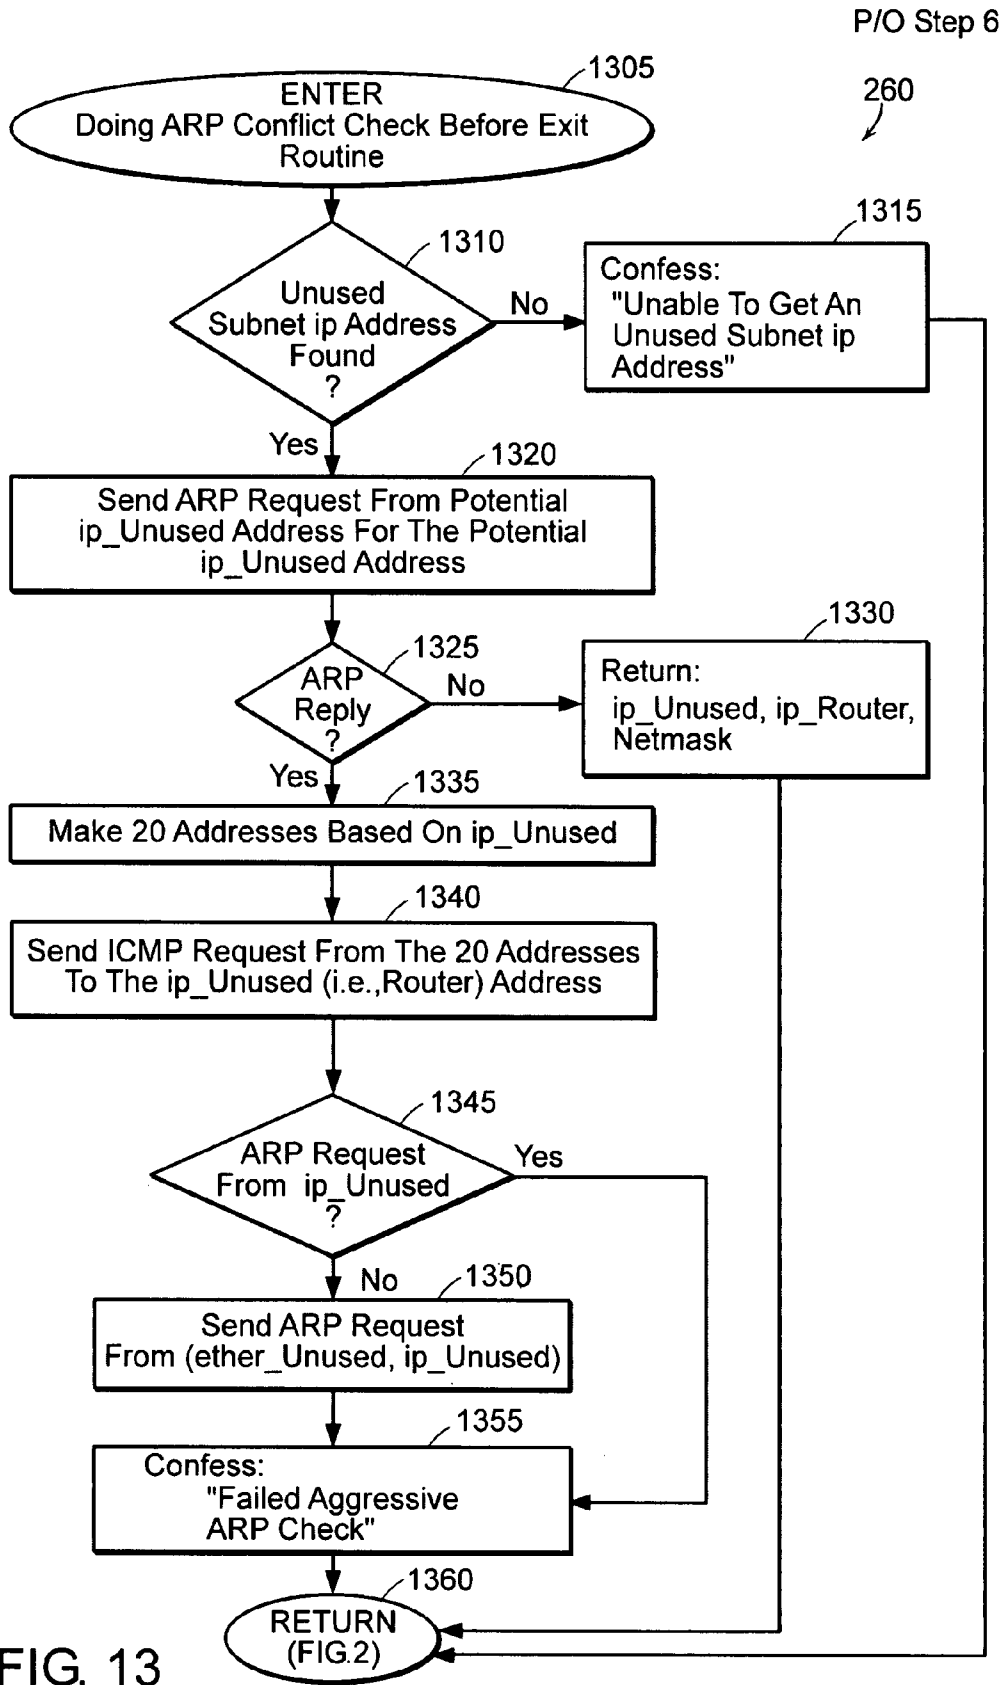 P/O Step 6
260
1305
ENTER
Doing ARP Conflict Check Before Exit
Routine
1310
Unused
Subnet ip Address
Found
?
No
1315
Confess:
"Unable To Get An
Unused Subnet ip
Address"
Yes
1320
Send ARP Request From Potential
ip_Unused Address For The Potential
ip_Unused Address
1325
ARP
Reply
?
No
1330
Return:
ip_Unused, ip_Router,
Netmask
Yes
1335
Make 20 Addresses Based On ip_Unused
1340
Send ICMP Request From The 20 Addresses
To The ip_Unused (i.e.,Router) Address
1345
ARP Request
From ip_Unused
?
Yes
No
1350
Send ARP Request
From (ether_Unused, ip_Unused)
1355
Confess:
"Failed Aggressive
ARP Check"
1360
RETURN
(FIG.2)
FIG. 13